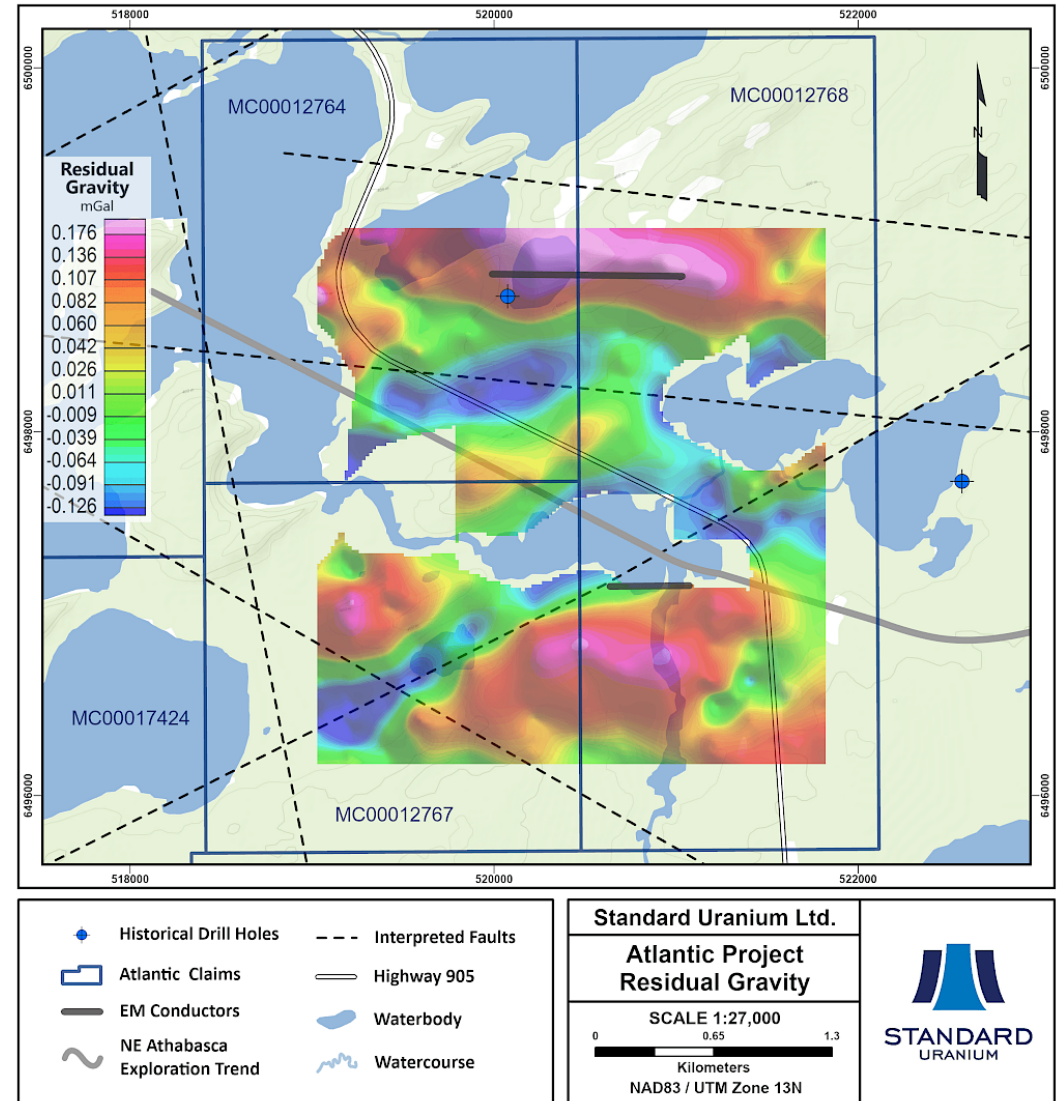 518000
520000
522000
6500000
6500000
MC00012764
MC00012768
N
Residual
Gravity
mGal
0.176
0.136
0.107
0.082
0.060
0.042
0.026
0.011
-0.009
-0.039
-0.064
-0.091
-0.126
6498000
6498000
MC00017424
MC00012767
6496000
6496000
518000
520000
522000
Historical Drill Holes
Interpreted Faults
Atlantic Claims
Highway 905
EM Conductors
Waterbody
NE Athabasca
Exploration Trend
Watercourse
Standard Uranium Ltd.
Atlantic Project
Residual Gravity
SCALE 1:27,000
0 0.65 1.3
Kilometers
NAD83 / UTM Zone 13N
STANDARD
URANIUM